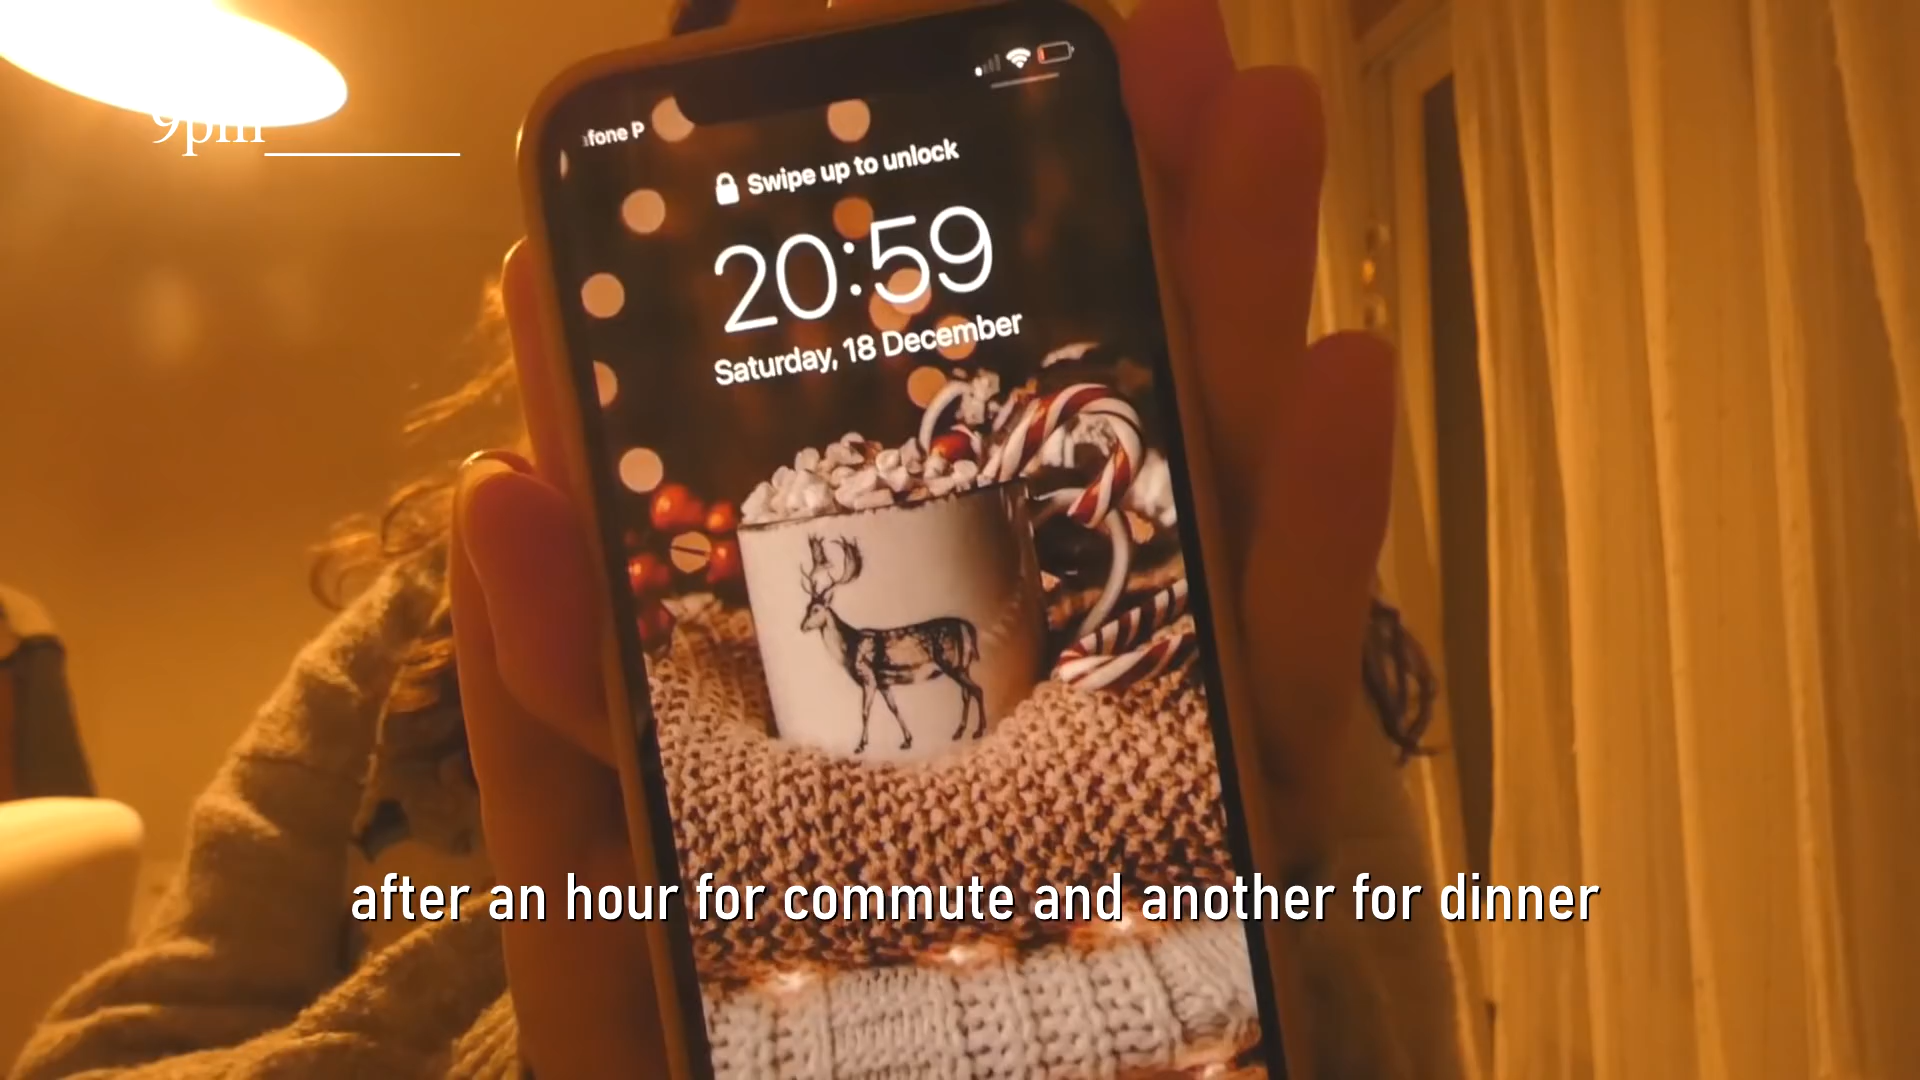 9pm
afone P
Swipe up to unlock
20:59
Saturday, 18 December
after an hour for commute and another for dinner